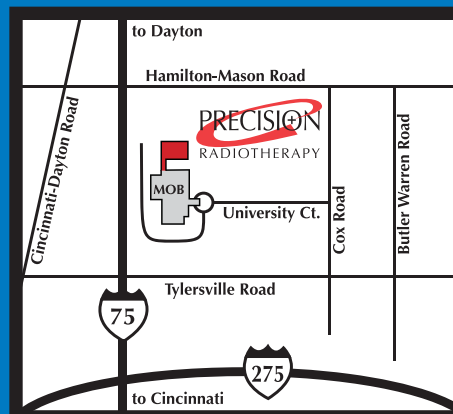 to Dayton
Hamilton-Mason Road
PRECISION
RADIOTHERAPY
Cincinnati-Dayton Road
MOB
University Ct.
Cox Road
Butler Warren Road
Tylersville Road
75
275
to Cincinnati